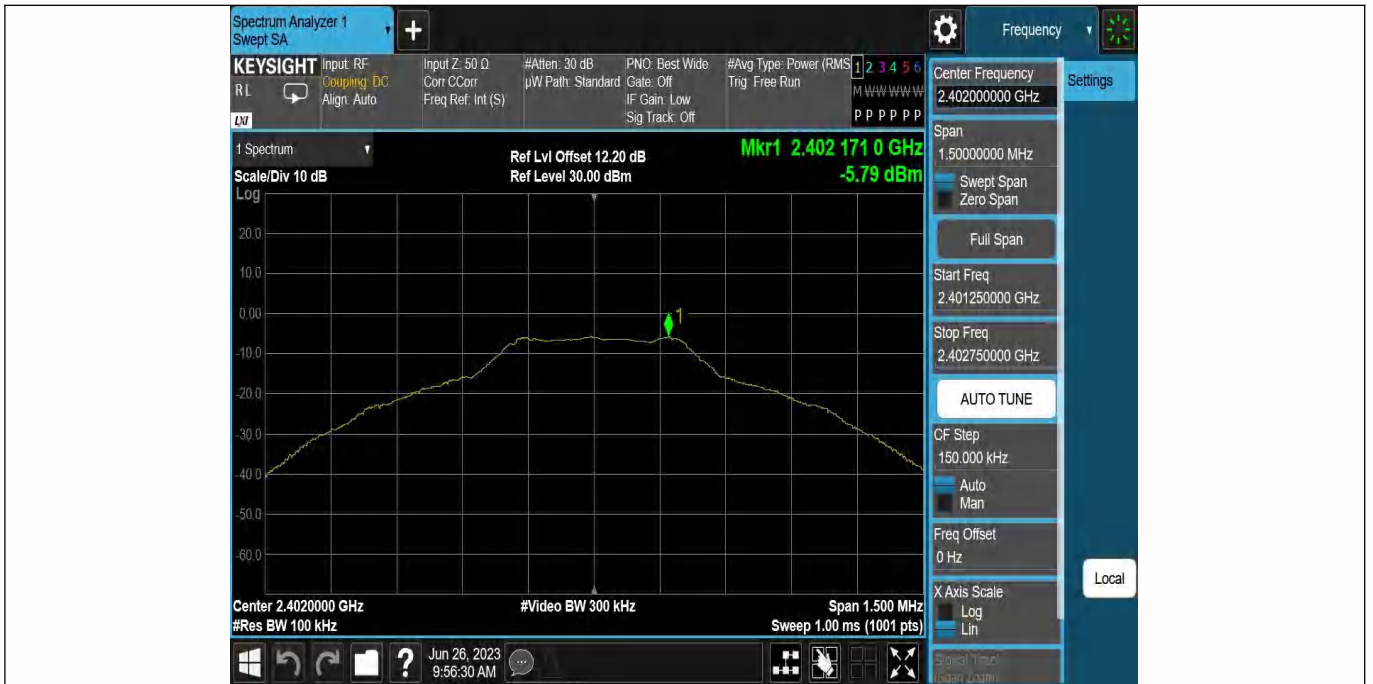 Spectrum Analyzer 1
Swept SA
+
Frequency
KEYSIGHT
R L
LXI
Input: RF
Coupling: DC
Align: Auto
Input Z: 50 Ω
Corr CCorr
Freq Ref: Int (S)
#Atten: 30 dB
µW Path: Standard
PNO: Best Wide
Gate: Off
IF Gain: Low
Sig Track: Off
#Avg Type: Power (RMS
Trig: Free Run
1 2 3 4 5 6
M W W W W W
P P P P P P
Center Frequency
2.402000000 GHz
Settings
Span
1.50000000 MHz
Swept Span
Zero Span
Full Span
Start Freq
2.401250000 GHz
Stop Freq
2.402750000 GHz
AUTO TUNE
CF Step
150.000 kHz
Auto
Man
Freq Offset
0 Hz
X Axis Scale
Log
Lin
Signal Track
(Span Zoom)
Local
1 Spectrum
Scale/Div 10 dB
Log
Ref Lvl Offset 12.20 dB
Ref Level 30.00 dBm
Mkr1 2.402 171 0 GHz
-5.79 dBm
20.0
10.0
0.00
-10.0
-20.0
-30.0
-40.0
-50.0
-60.0
1
Center 2.4020000 GHz
#Res BW 100 kHz
#Video BW 300 kHz
Span 1.500 MHz
Sweep 1.00 ms (1001 pts)
?
Jun 26, 2023
9:56:30 AM